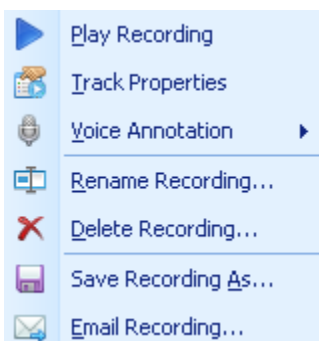 Play Recording
Track Properties
Voice Annotation
Rename Recording...
Delete Recording...
Save Recording As...
Email Recording...